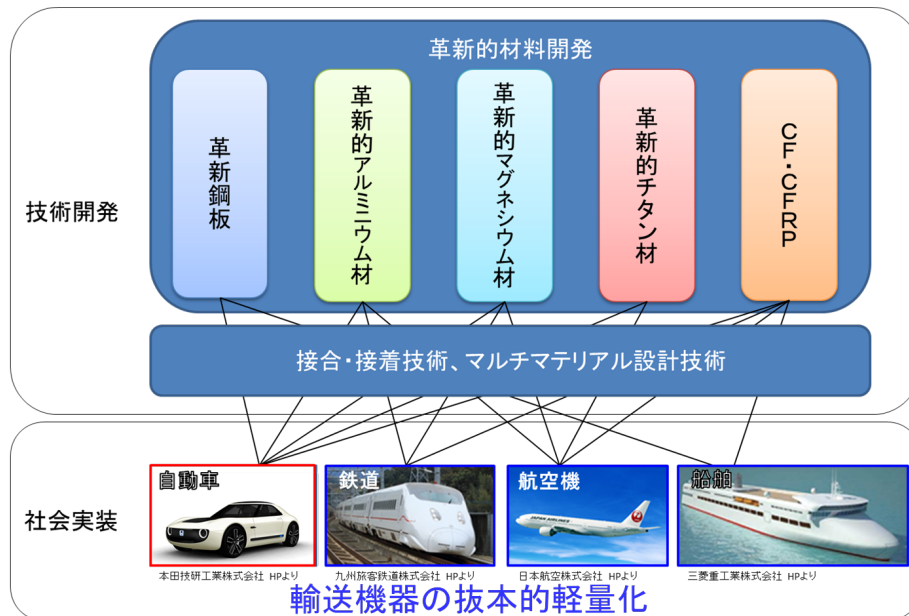 革新的材料開発
革新鋼板
革新的アルミニウム材
革新的マグネシウム材
革新的チタン材
CF・CFRP
技術開発
接合・接着技術、マルチマテリアル設計技術
自動車
鉄道
航空機
船舶
JAPAN AIRLINES
社会実装
本田技研工業株式会社 HPより
九州旅客鉄道株式会社 HPより
日本航空株式会社 HPより
三菱重工業株式会社 HPより
輸送機器の抜本的軽量化